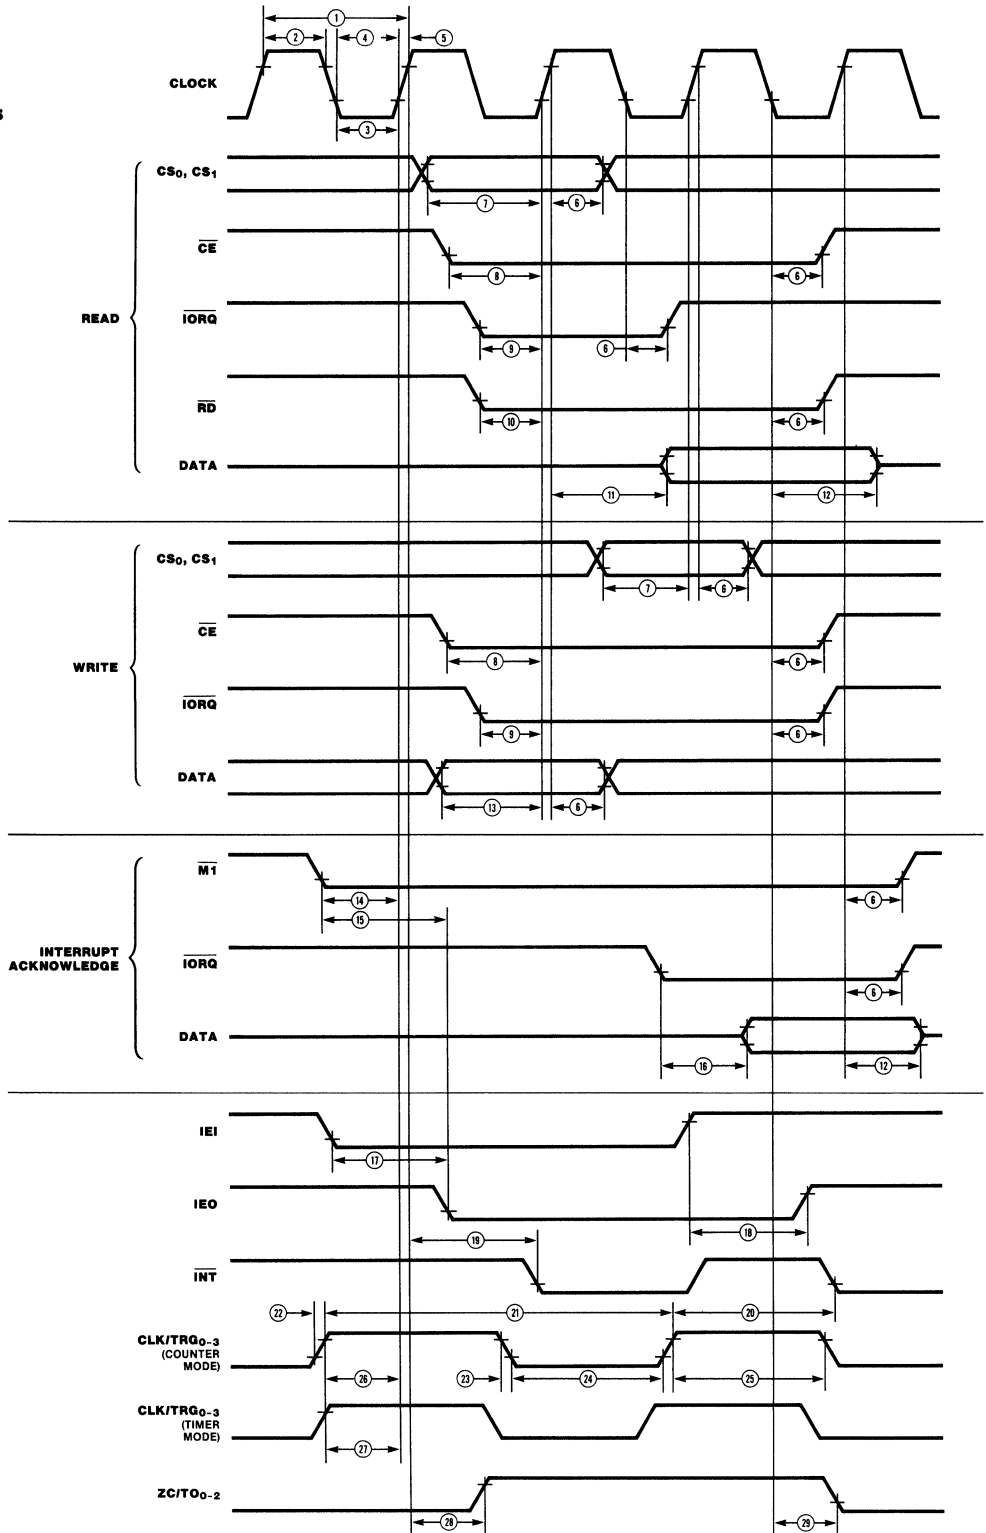 1
2 4 5
CLOCK
S
3
CS0, CS1
7 6
CE
8 6
READ
IORQ
9 6
RD
10 6
DATA
11 12
CS0, CS1
7 6
CE
8 6
WRITE
IORQ
9 6
DATA
13 6
M1
14 6
15
INTERRUPT
ACKNOWLEDGE
IORQ
6
DATA
16 12
IEI
17
IEO
19 18
INT
22 21 20
CLK/TRG0-3
(COUNTER
MODE)
26 23 24 25
CLK/TRG0-3
(TIMER
MODE)
27
ZC/TO0-2
28 29